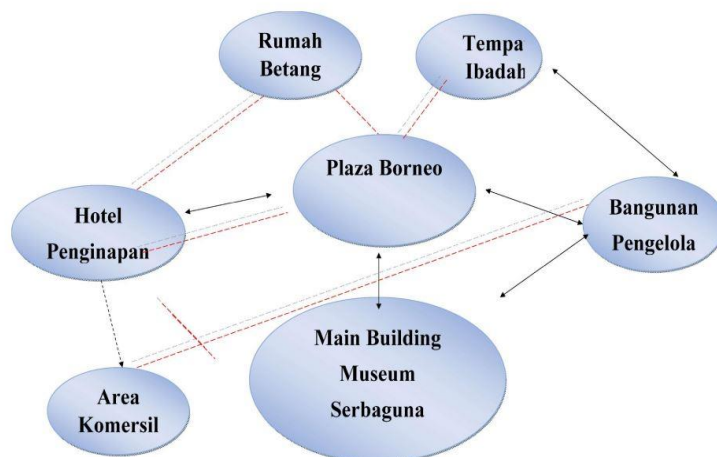 Rumah
Betang
Tempa
Ibadah
Plaza Borneo
Hotel
Penginapan
Bangunan
Pengelola
Main Building
Museum
Serbaguna
Area
Komersil